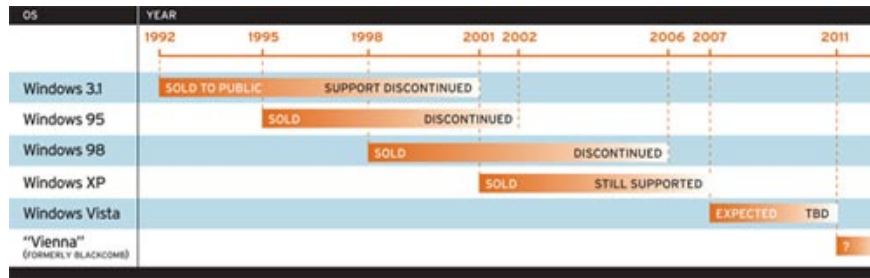 OS YEAR
1992 1995 1998 2001 2002 2006 2007 2011
Windows 3.1 SOLD TO PUBLIC SUPPORT DISCONTINUED
Windows 95 SOLD DISCONTINUED
Windows 98 SOLD DISCONTINUED
Windows XP SOLD STILL SUPPORTED
Windows Vista EXPECTED TBD
"Vienna" ?
(FORMERLY BLACKCOMB)